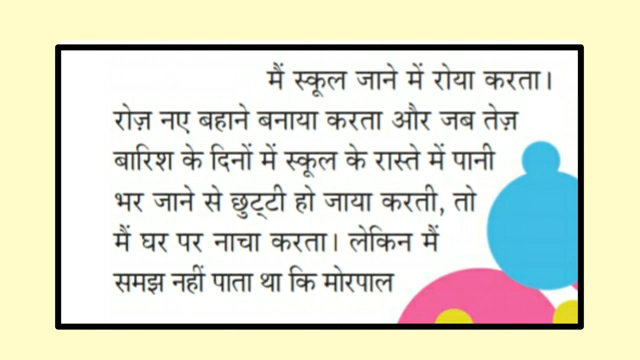 मैं स्कूल जाने में रोया करता।
रोज़ नए बहाने बनाया करता और जब तेज़
बारिश के दिनों में स्कूल के रास्ते में पानी
भर जाने से छुट्‌टी हो जाया करती, तो
मैं घर पर नाचा करता। लेकिन मैं
समझ नहीं पाता था कि मोरपाल